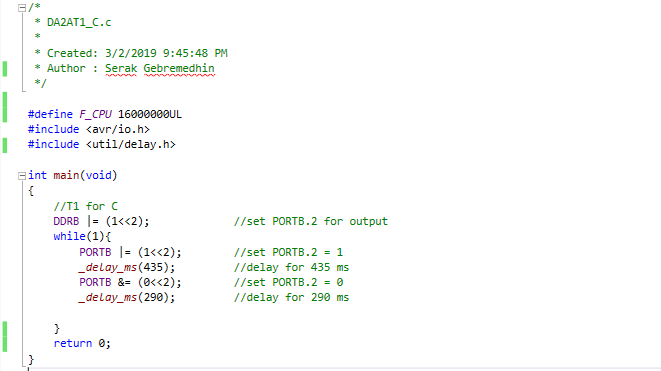 /*
 * DA2AT1_C.c
 *
 * Created: 3/2/2019 9:45:48 PM
 * Author : Serak Gebremedhin
 */

#define F_CPU 16000000UL
#include <avr/io.h>
#include <util/delay.h>

int main(void)
{
    //T1 for C
    DDRB |= (1<<2);             //set PORTB.2 for output
    while(1){
        PORTB |= (1<<2);        //set PORTB.2 = 1
        _delay_ms(435);         //delay for 435 ms
        PORTB &= (0<<2);        //set PORTB.2 = 0
        _delay_ms(290);         //delay for 290 ms

    }
    return 0;
}